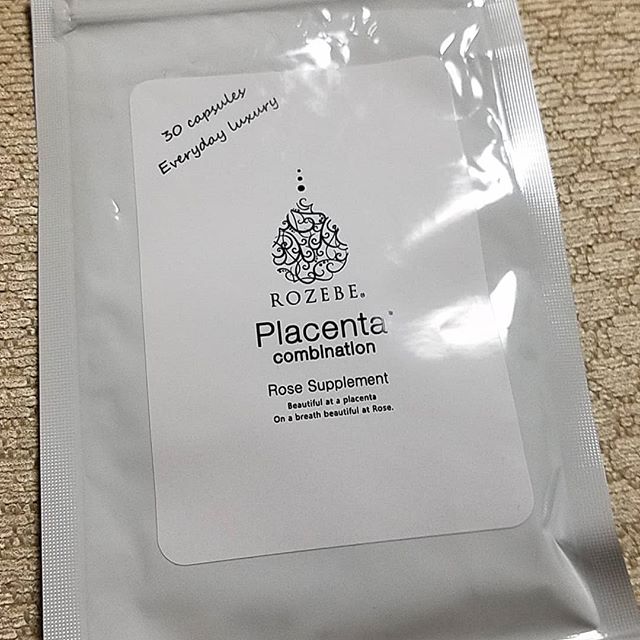 30 capsules
Everyday luxury
ROZEBE®
Placenta
combination
Rose Supplement
Beautiful at a placenta
On a breath beautiful at Rose.